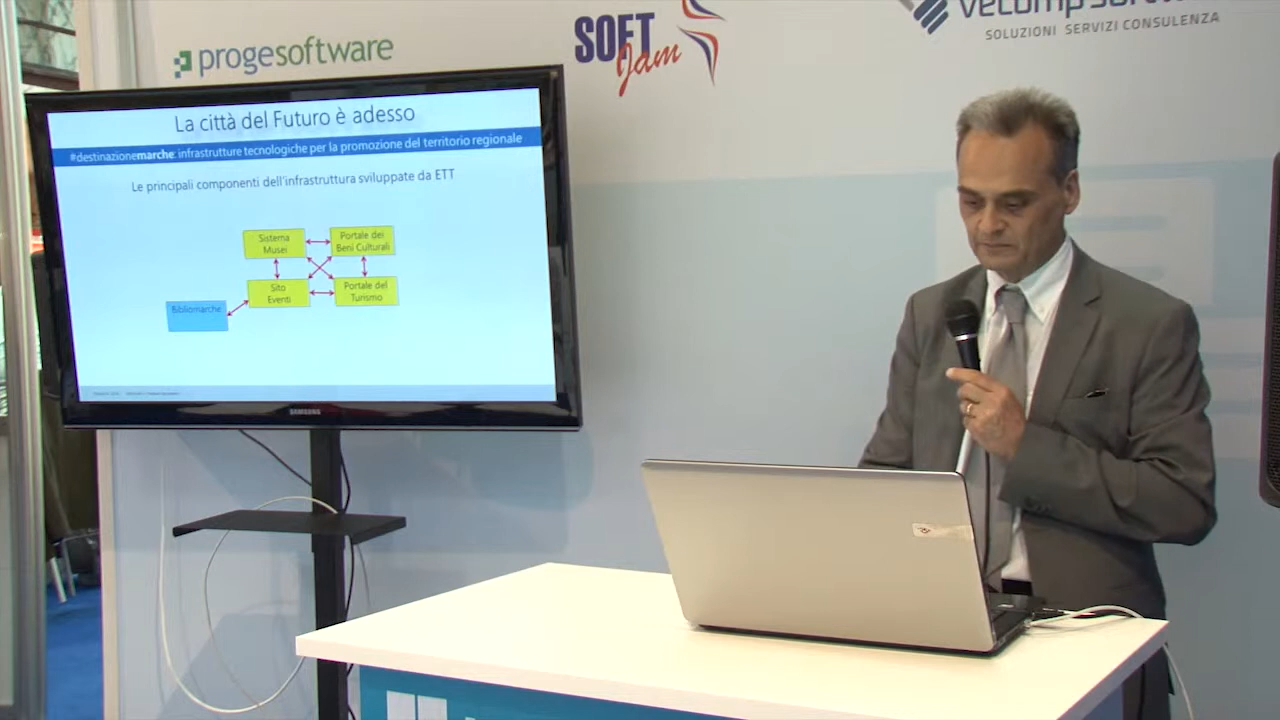 progesoftware
SOFT
Jam
SOLUZIONI SERVIZI CONSULENZA
La città del Futuro è adesso
#destinazionemarche: infrastrutture tecnologiche per la promozione del territorio regionale
Le principali componenti dell'infrastruttura sviluppate da ETT
Sistema
Musei
Portale dei
Beni Culturali
Sito
Eventi
Portale del
Turismo
Bibliomarche
SAMSUNG